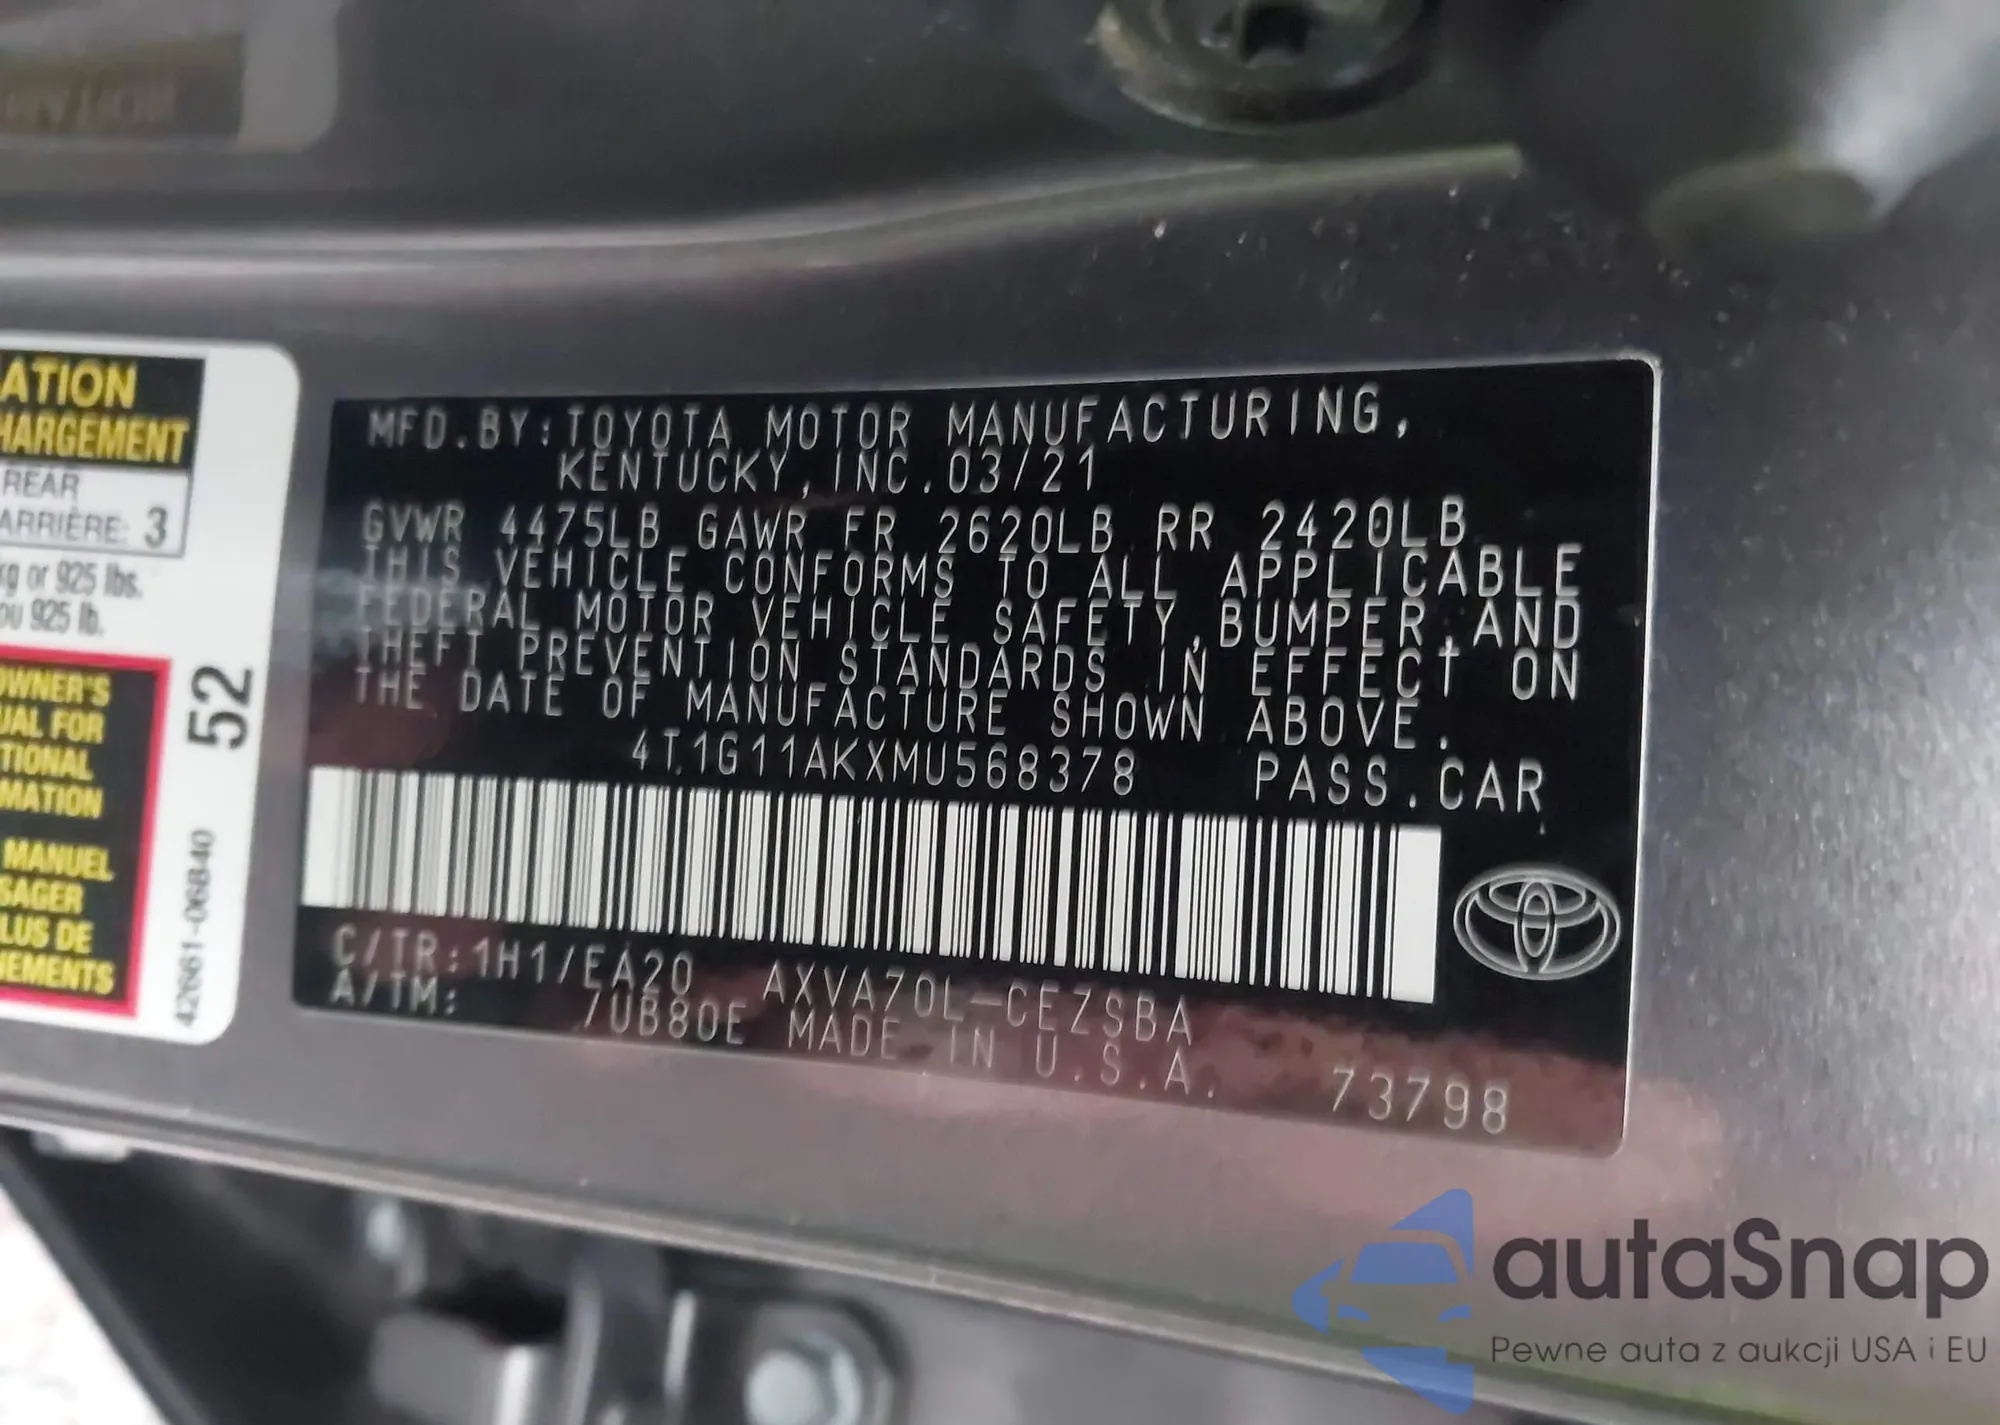 ATION
HARGEMENT
REAR
ARRIÈRE: 3
kg or 925 lbs.
ou 925 lb.
OWNER'S
UAL FOR
TIONAL
MATION
MANUEL
SAGER
LUS DE
NEMENTS
52
42661-06840
MFD.BY:TOYOTA MOTOR MANUFACTURING,
KENTUCKY,INC.03/21
GVWR 4475LB GAWR FR 2620LB RR 2420LB
THIS VEHICLE CONFORMS TO ALL APPLICABLE
FEDERAL MOTOR VEHICLE SAFETY,BUMPER,AND
THEFT PREVENTION STANDARDS IN EFFECT ON
THE DATE OF MANUFACTURE SHOWN ABOVE.
4T1G11AKXMU568378 PASS.CAR
C/TR:1H1/EA20 AXVA70L-CEZSBA
A/TM: /UB80E MADE IN U.S.A. 73798
autaSnap
Pewne auta z aukcji USA i EU